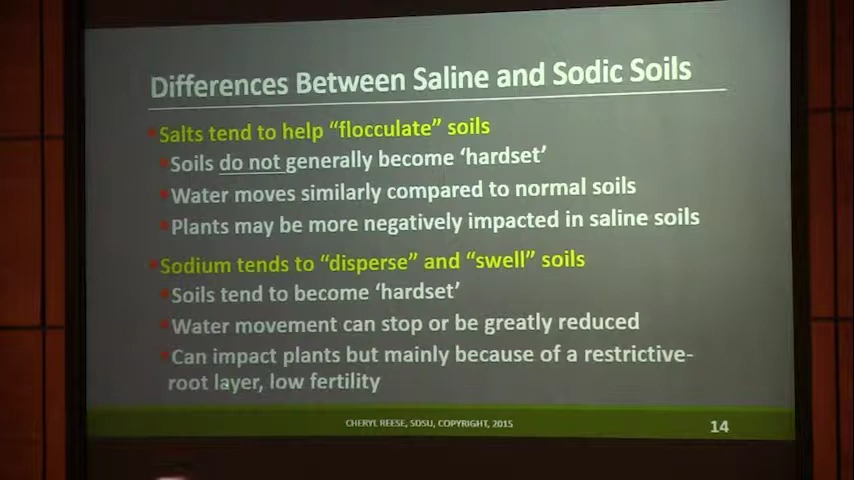 Differences Between Saline and Sodic Soils
Salts tend to help “flocculate” soils
Soils do not generally become ‘hardset’
Water moves similarly compared to normal soils
Plants may be more negatively impacted in saline soils
Sodium tends to “disperse” and “swell” soils
Soils tend to become ‘hardset’
Water movement can stop or be greatly reduced
Can impact plants but mainly because of a restrictive-
root layer, low fertility
CHERYL REESE, SDSU, COPYRIGHT, 2015
14